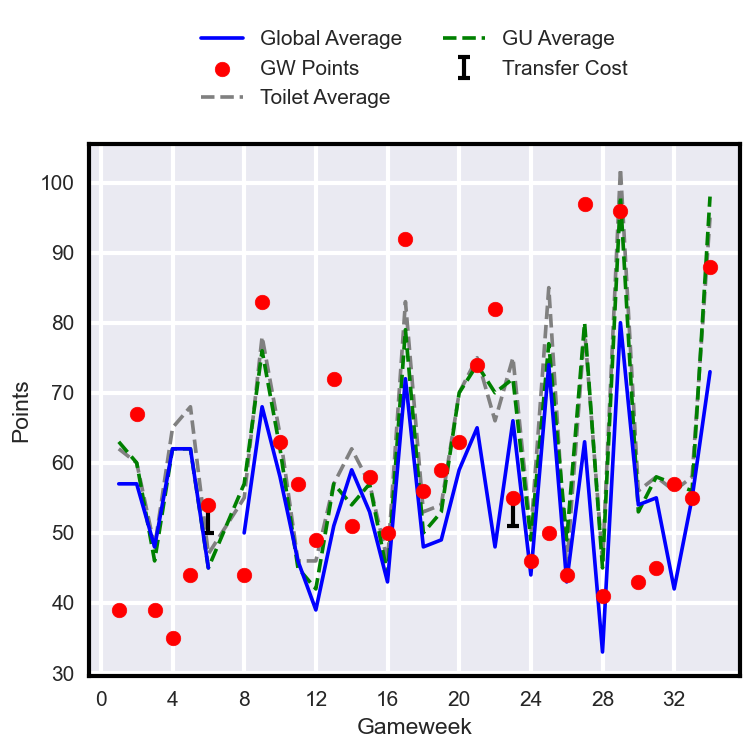 Global Average
GW Points
Toilet Average
GU Average
Transfer Cost
100
90
80
70
60
50
40
30
Points
0 4 8 12 16 20 24 28 32
Gameweek